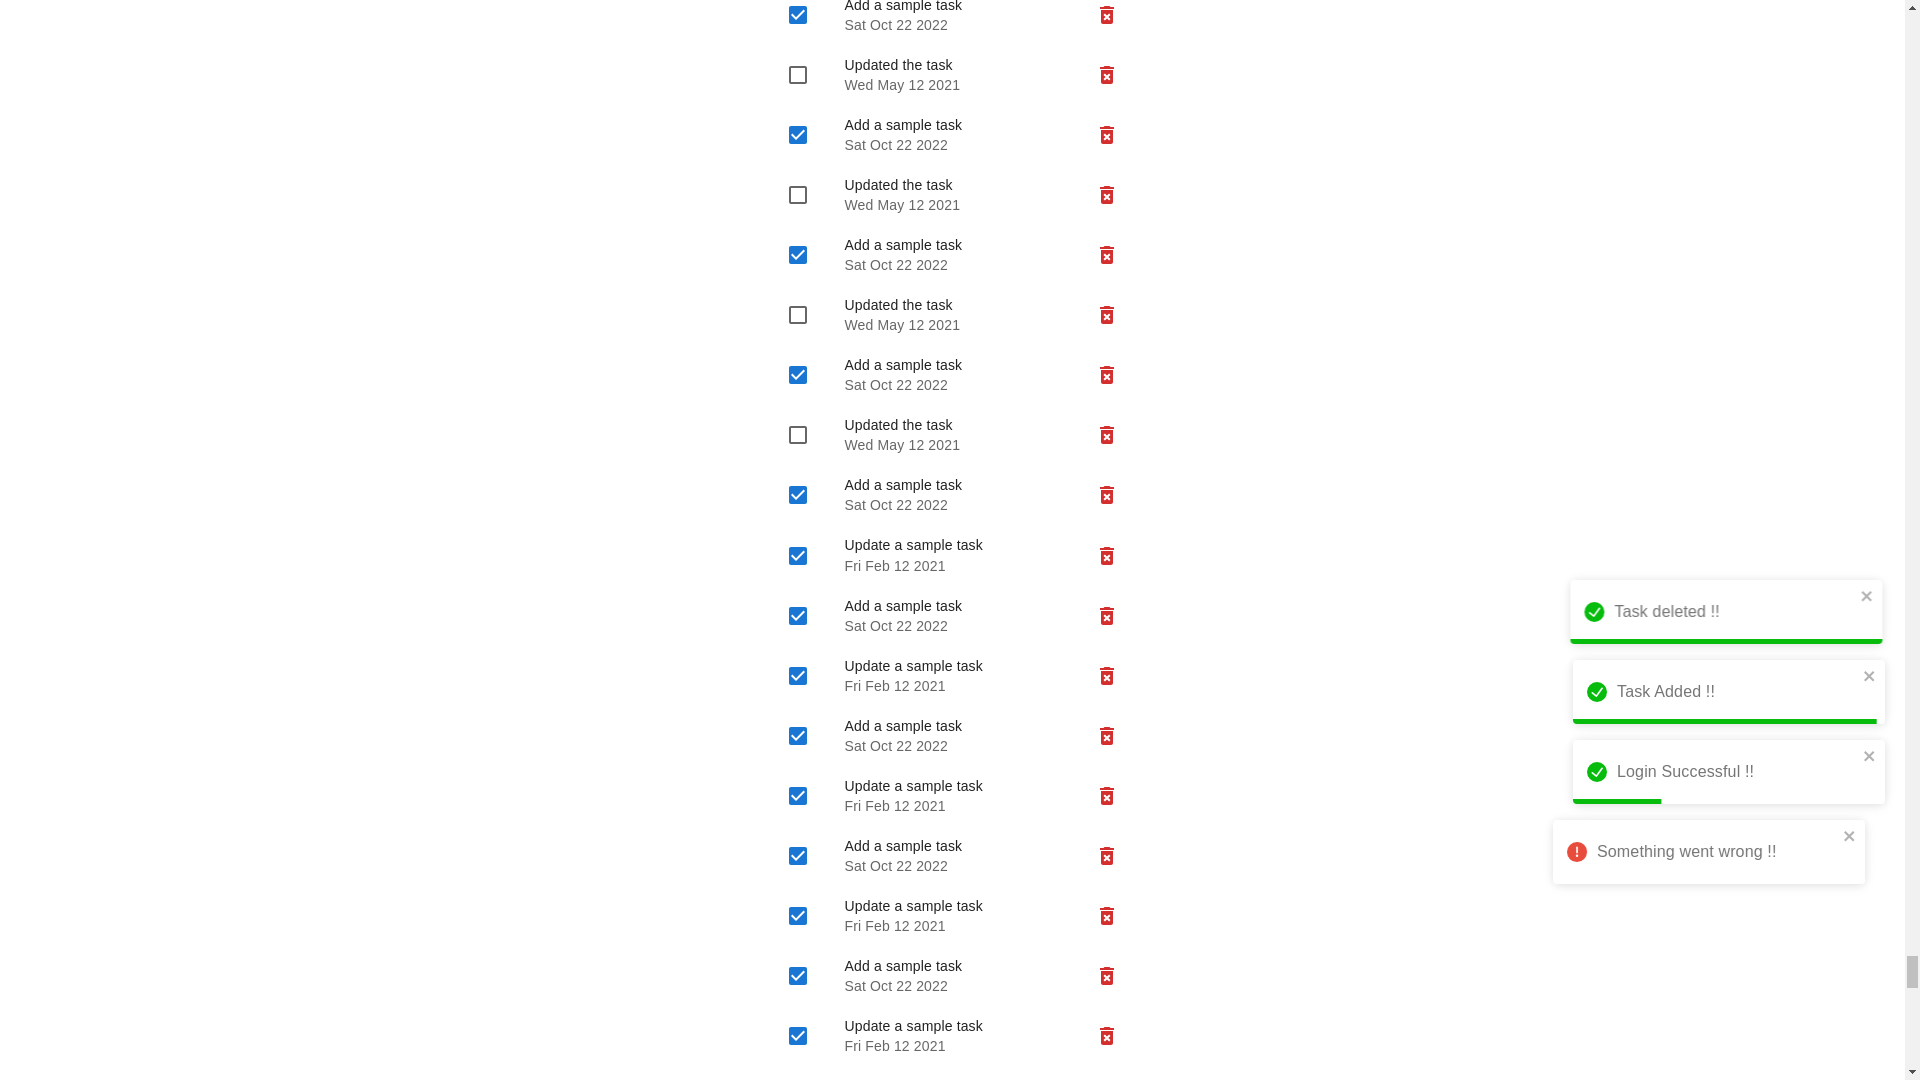 Add a sample task
Sat Oct 22 2022
Updated the task
Wed May 12 2021
Add a sample task
Sat Oct 22 2022
Updated the task
Wed May 12 2021
Add a sample task
Sat Oct 22 2022
Updated the task
Wed May 12 2021
Add a sample task
Sat Oct 22 2022
Updated the task
Wed May 12 2021
Add a sample task
Sat Oct 22 2022
Update a sample task
Fri Feb 12 2021
Add a sample task
Sat Oct 22 2022
Update a sample task
Fri Feb 12 2021
Add a sample task
Sat Oct 22 2022
Update a sample task
Fri Feb 12 2021
Add a sample task
Sat Oct 22 2022
Update a sample task
Fri Feb 12 2021
Add a sample task
Sat Oct 22 2022
Update a sample task
Fri Feb 12 2021
Task deleted !!
Task Added !!
Login Successful !!
Something went wrong !!